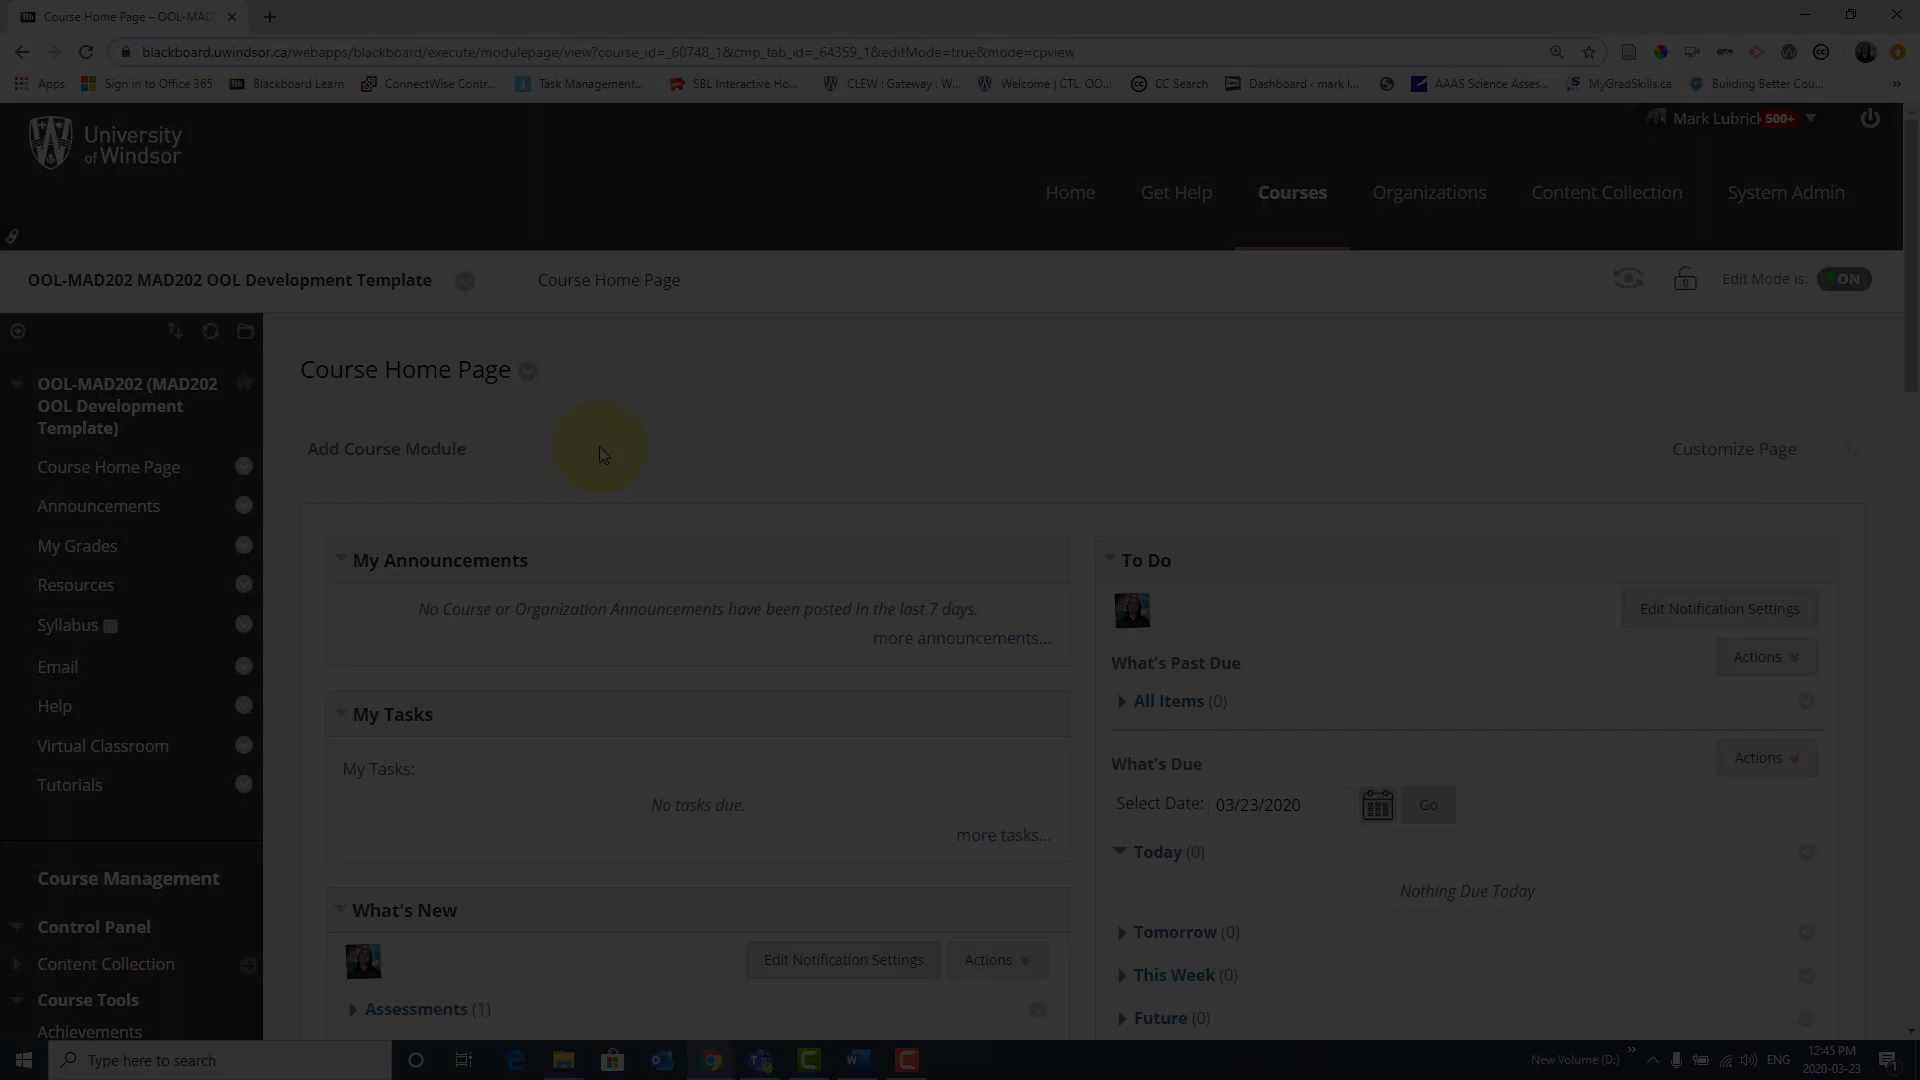 Course Home Page – OOL-MAD2
blackboard.uwindsor.ca/webapps/blackboard/execute/modulepage/view?course_id=_60748_1&cmp_tab_id=_64359_1&editMode=true&mode=cpview
Apps Sign in to Office 365 Blackboard Learn ConnectWise Contr... Task Management... SBL Interactive Ho... CLEW : Gateway : W... Welcome | CTL, OO... CC Search Dashboard ‹ mark l... AAAS Science Asses... MyGradSkills.ca Building Better Cou... »
University of Windsor
Mark Lubrick 500+
Home Get Help Courses Organizations Content Collection System Admin
OOL-MAD202 MAD202 OOL Development Template Course Home Page Edit Mode is: ON
OOL-MAD202 (MAD202
OOL Development
Template)
Course Home Page
Announcements
My Grades
Resources
Syllabus
Email
Help
Virtual Classroom
Tutorials
Course Management
Control Panel
Content Collection
Course Tools
Achievements
Course Home Page
Add Course Module Customize Page
My Announcements
No Course or Organization Announcements have been posted in the last 7 days.
more announcements...
My Tasks
My Tasks:
No tasks due.
more tasks...
What's New
Edit Notification Settings Actions
Assessments (1)
To Do
Edit Notification Settings
Actions
What's Past Due
All Items (0)
Actions
What's Due
Select Date: 03/23/2020 Go
Today (0)
Nothing Due Today
Tomorrow (0)
This Week (0)
Future (0)
Type here to search
New Volume (D:) » ENG
12:45 PM
2020-03-23